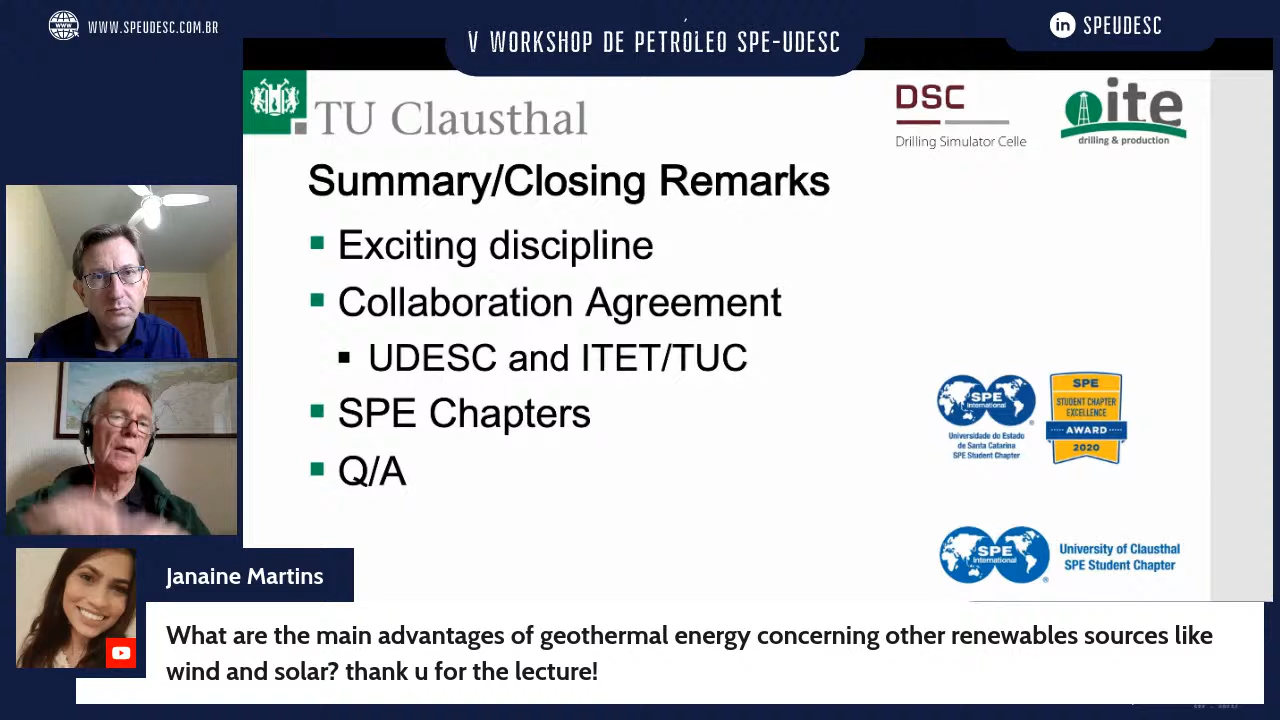 WWW.SPEUDESC.COM.BR
V WORKSHOP DE PETRÓLEO SPE-UDESC
in SPEUDESC
TU Clausthal
DSC
Drilling Simulator Celle
ite
drilling & production
Summary/Closing Remarks
Exciting discipline
Collaboration Agreement
UDESC and ITET/TUC
SPE Chapters
Q/A
SPE
International
Universidade do Estado
de Santa Catarina
SPE Student Chapter
SPE
STUDENT CHAPTER
EXCELLENCE
AWARD
2020
SPE
International
University of Clausthal
SPE Student Chapter
Janaine Martins
What are the main advantages of geothermal energy concerning other renewables sources like
wind and solar? thank u for the lecture!